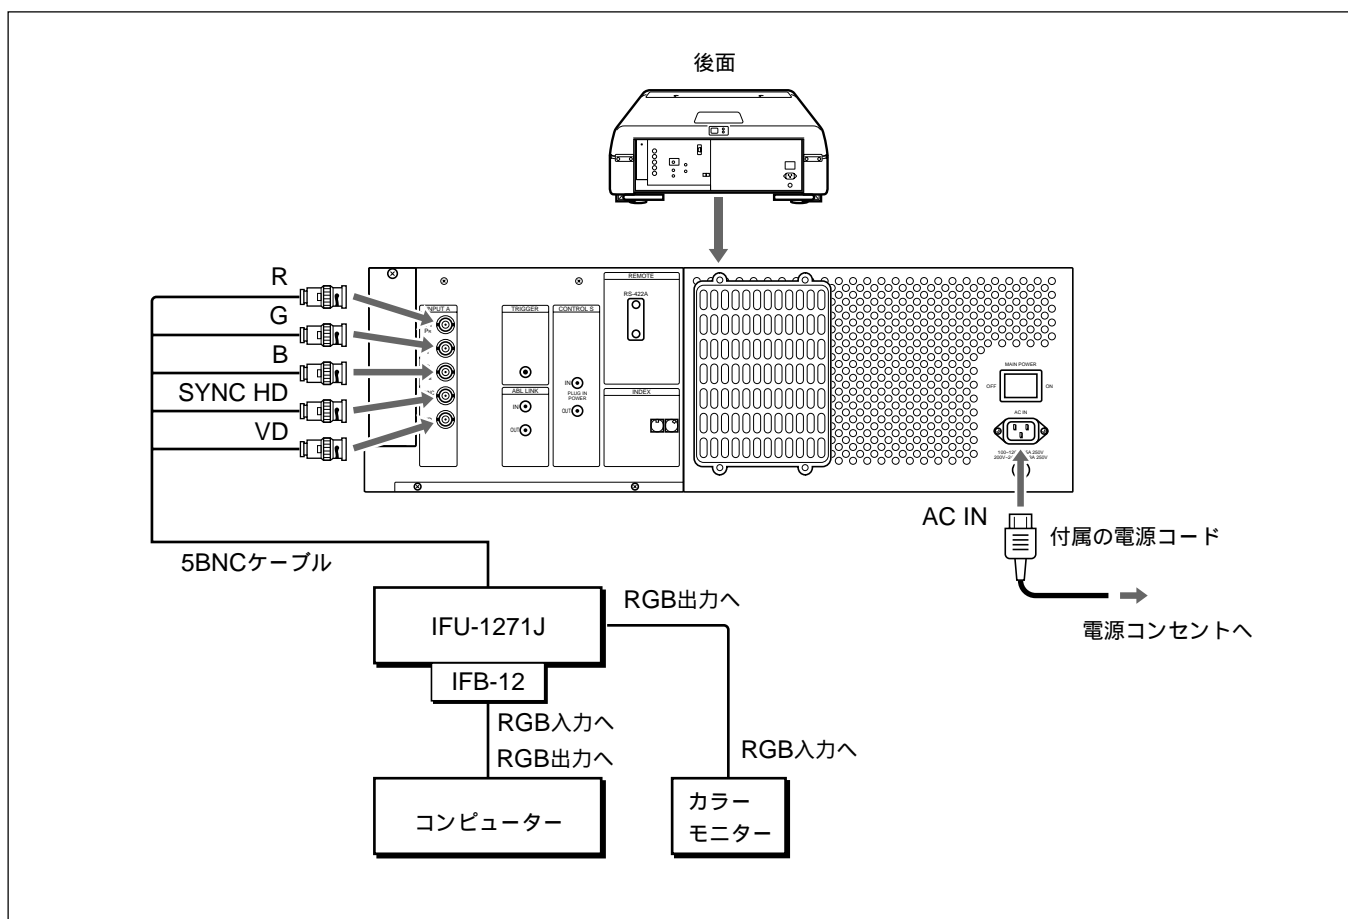 後面
R
G
B
SYNC HD
VD
INPUT A
TRIGGER
CONTROL S
REMOTE
RS-422A
ABL LINK
IN
OUT
IN
PLUG IN
POWER
OUT
INDEX
MAIN POWER
OFF
ON
AC IN
AC IN
付属の電源コード
電源コンセントへ
5BNCケーブル
IFU-1271J
RGB出力へ
IFB-12
RGB入力へ
RGB出力へ
RGB入力へ
コンピューター
カラー
モニター